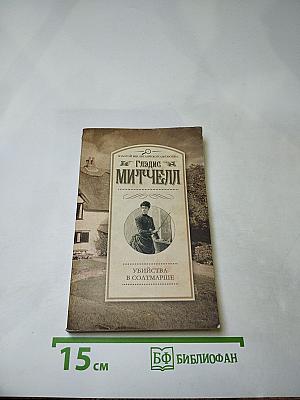 ГЛЭДИС
МИТЧЕЛЛ
УБИЙСТВА
В СОЛТМАРШЕ
15 см
БФ БИБЛИОФАН